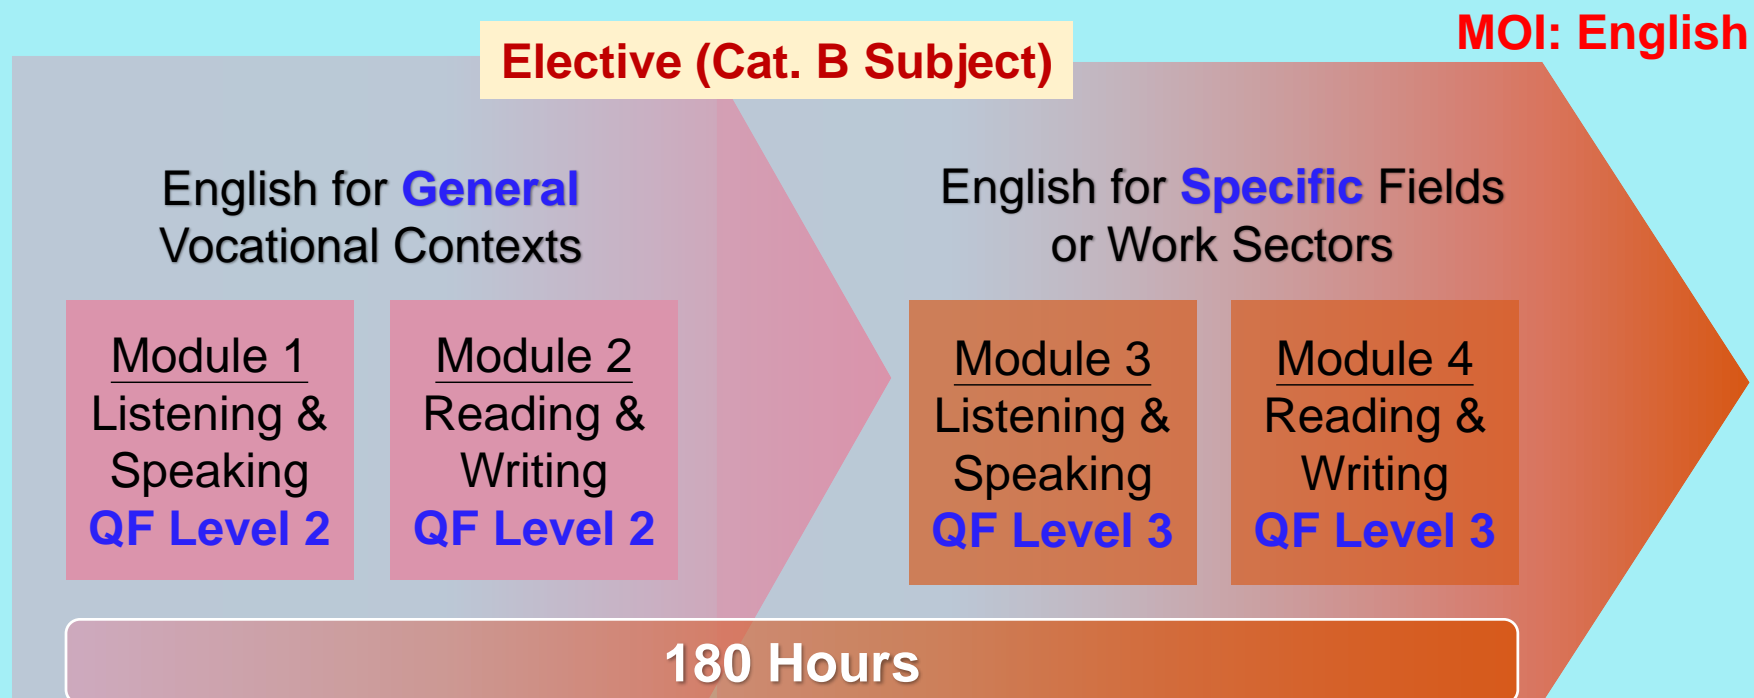 MOI: English
Elective (Cat. B Subject)
English for General
Vocational Contexts
English for Specific Fields
or Work Sectors
Module 1
Listening &
Speaking
QF Level 2
Module 2
Reading &
Writing
QF Level 2
Module 3
Listening &
Speaking
QF Level 3
Module 4
Reading &
Writing
QF Level 3
180 Hours